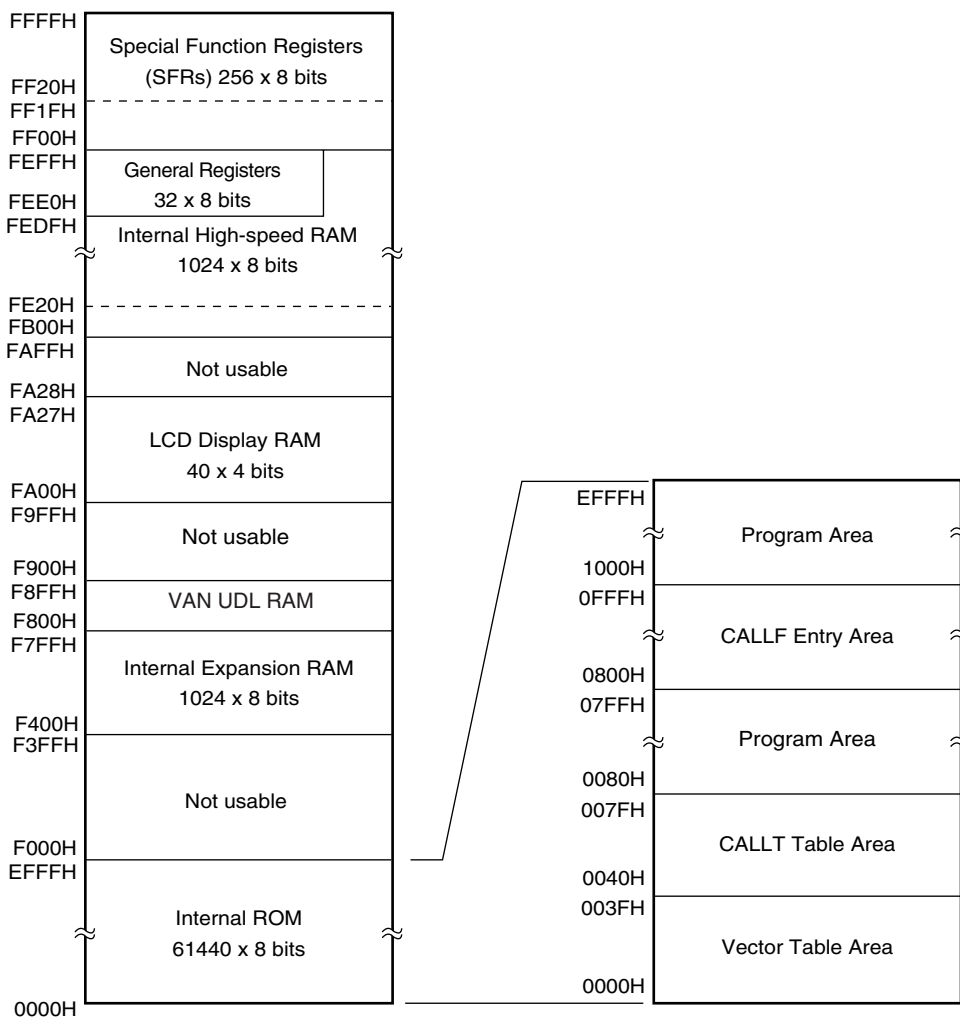 FFFFH
Special Function Registers
(SFRs) 256 x 8 bits
FF20H
FF1FH
FF00H
FEFFH
General Registers
32 x 8 bits
FEE0H
FEDFH
Internal High-speed RAM
1024 x 8 bits
FE20H
FB00H
FAFFH
Not usable
FA28H
FA27H
LCD Display RAM
40 x 4 bits
FA00H
F9FFH
Not usable
F900H
F8FFH
VAN UDL RAM
F800H
F7FFH
Internal Expansion RAM
1024 x 8 bits
F400H
F3FFH
Not usable
F000H
EFFFH
Internal ROM
61440 x 8 bits
0000H
EFFFH
Program Area
1000H
0FFFH
CALLF Entry Area
0800H
07FFH
Program Area
0080H
007FH
CALLT Table Area
0040H
003FH
Vector Table Area
0000H